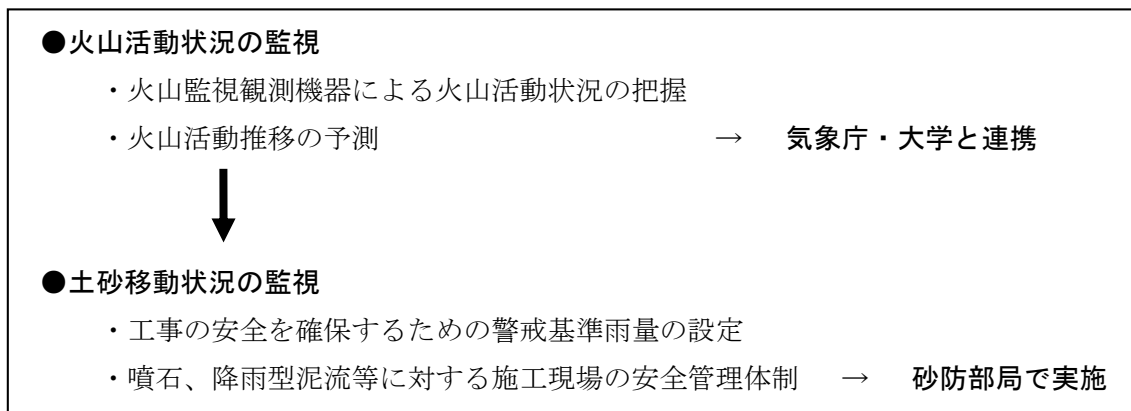 ●火山活動状況の監視
・火山監視観測機器による火山活動状況の把握
・火山活動推移の予測 → 気象庁・大学と連携
●土砂移動状況の監視
・工事の安全を確保するための警戒基準雨量の設定
・噴石、降雨型泥流等に対する施工現場の安全管理体制 → 砂防部局で実施